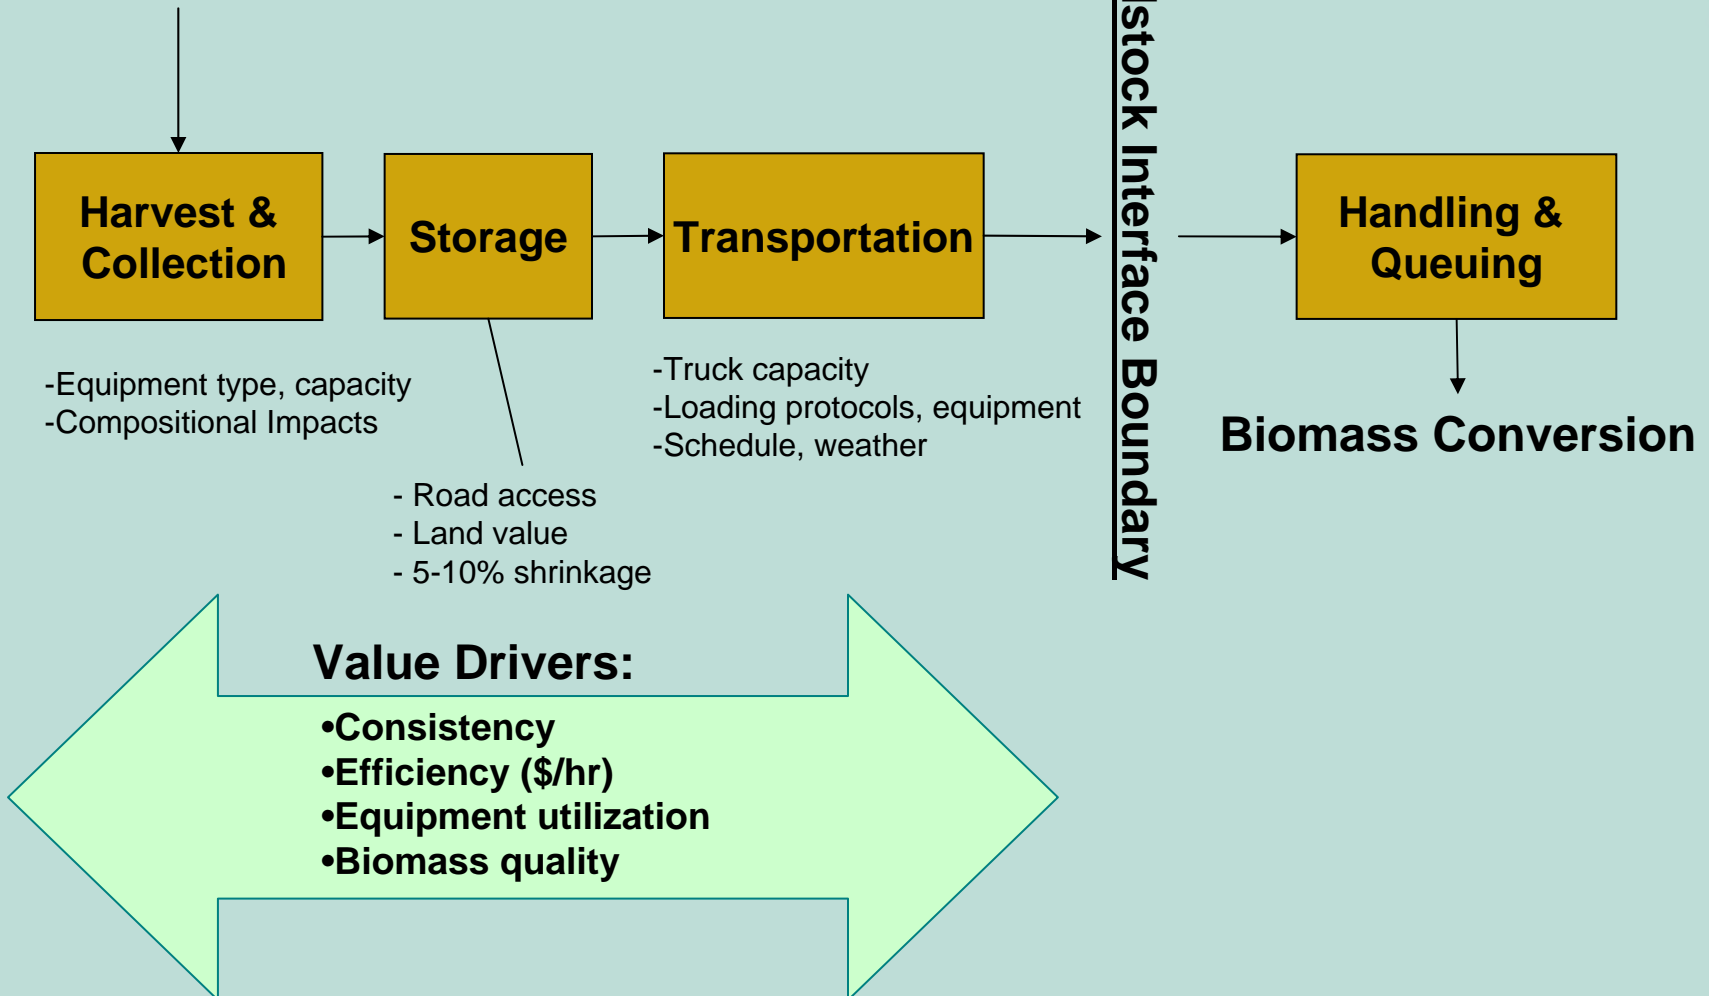 Harvest &
Collection
Storage
Transportation
Handling &
Queuing
stock Interface Boundary
-Equipment type, capacity
-Compositional Impacts
- Road access
- Land value
- 5-10% shrinkage
-Truck capacity
-Loading protocols, equipment
-Schedule, weather
Biomass Conversion
Value Drivers:
•Consistency
•Efficiency ($/hr)
•Equipment utilization
•Biomass quality